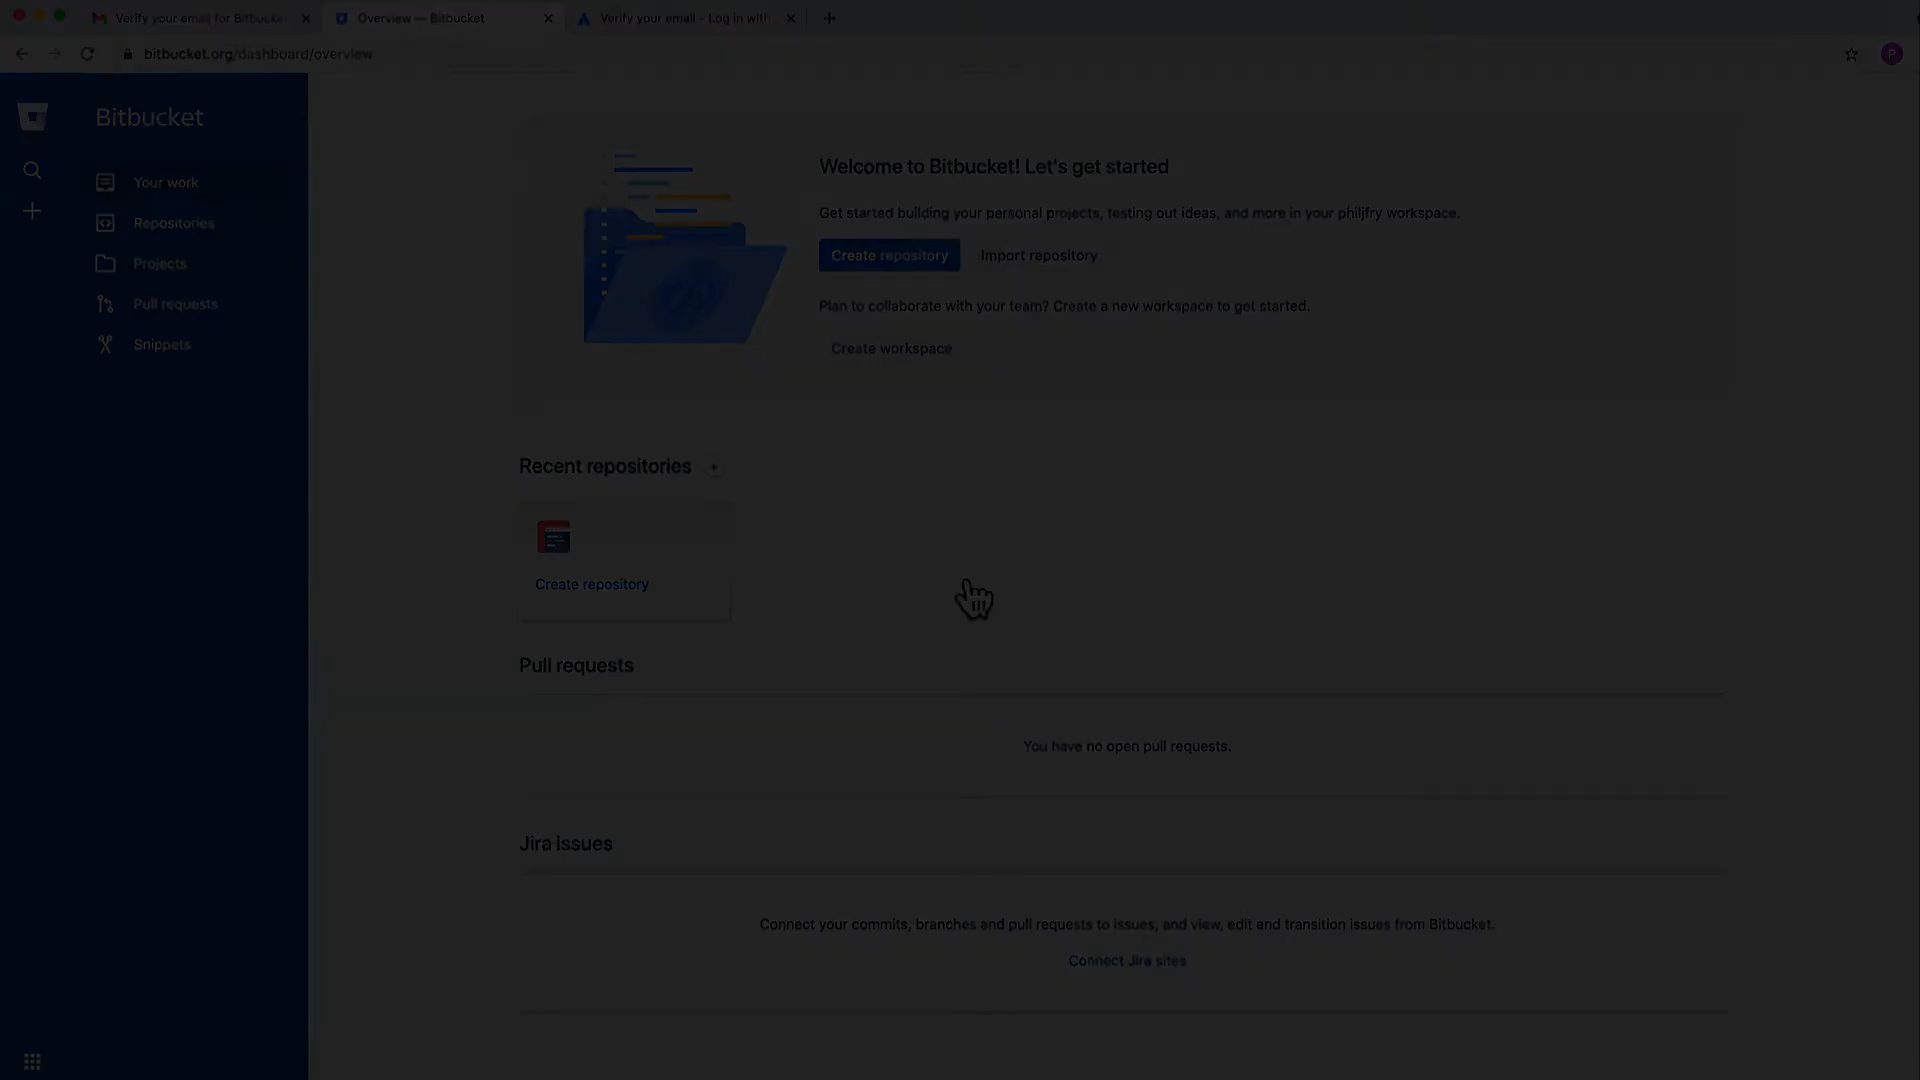 Verify your email for Bitbucke
Overview — Bitbucket
Verify your email - Log in with
bitbucket.org/dashboard/overview
P
Bitbucket
Your work
Repositories
Projects
Pull requests
Snippets
Welcome to Bitbucket! Let's get started
Get started building your personal projects, testing out ideas, and more in your philjfry workspace.
Create repository
Import repository
Plan to collaborate with your team? Create a new workspace to get started.
Create workspace
Recent repositories
Create repository
Pull requests
You have no open pull requests.
Jira issues
Connect your commits, branches and pull requests to issues, and view, edit and transition issues from Bitbucket.
Connect Jira sites